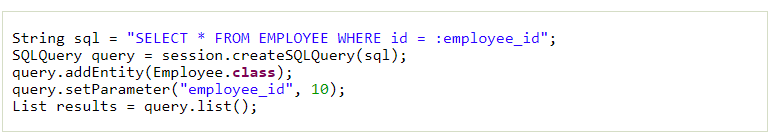 String sql = "SELECT * FROM EMPLOYEE WHERE id = :employee_id";
SQLQuery query = session.createSQLQuery(sql);
query.addEntity(Employee.class);
query.setParameter("employee_id", 10);
List results = query.list();